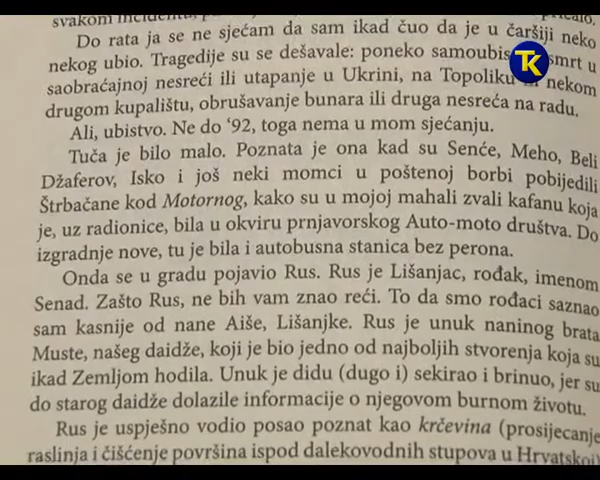 svakom incidentu,
Do rata ja se ne sjećam da sam ikad čuo da je u čaršiji neko
nekog ubio. Tragedije su se dešavale: poneko samoubis smrt u
saobraćajnoj nesreći ili utapanje u Ukrini, na Topoliku nekom
drugom kupalištu, obrušavanje bunara ili druga nesreća na radu.
Ali, ubistvo. Ne do '92, toga nema u mom sjećanju.
Tuča je bilo malo. Poznata je ona kad su Senće, Meho, Beli
Džaferov, Isko i još neki momci u poštenoj borbi pobijedili
Štrbačane kod Motornog, kako su u mojoj mahali zvali kafanu koja
je, uz radionice, bila u okviru prnjavorskog Auto-moto društva. Do
izgradnje nove, tu je bila i autobusna stanica bez perona.
Onda se u gradu pojavio Rus. Rus je Lišanjac, rođak, imenom
Senad. Zašto Rus, ne bih vam znao reći. To da smo rođaci saznao
sam kasnije od nane Aiše, Lišanjke. Rus je unuk naninog brata
Muste, našeg daidže, koji je bio jedno od najboljih stvorenja koja su
ikad Zemljom hodila. Unuk je didu (dugo i) sekirao i brinuo, jer su
do starog daidže dolazile informacije o njegovom burnom životu.
Rus je uspješno vodio posao poznat kao krčevina (prosijecanje
raslinja i čišćenje površina ispod dalekovodnih stupova u Hrvatskoj)
TK